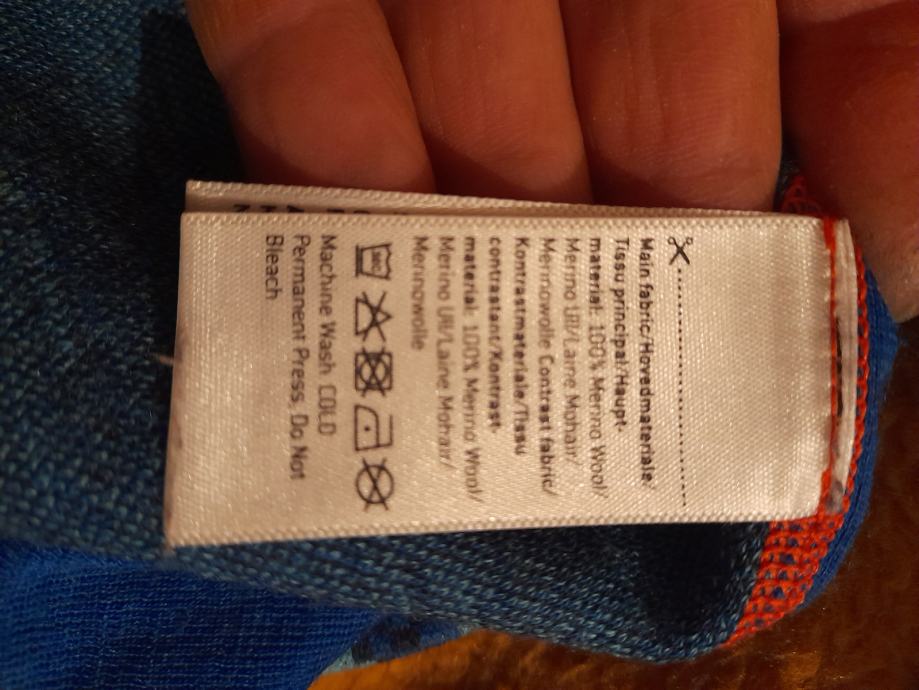 Main fabric/Hovedmateriale/
Tissu principal/Haupt-
material: 100% Merino Wool/
Merino Ull/Laine Mohair/
Merinowolle Contrast fabric/
Kontrastmateriale/Tissu
contrastant/Kontrast-
material: 100% Merino Wool/
Merino Ull/Laine Mohair/
Merinowolle
Machine Wash COLD
Permanent Press, Do Not
Bleach